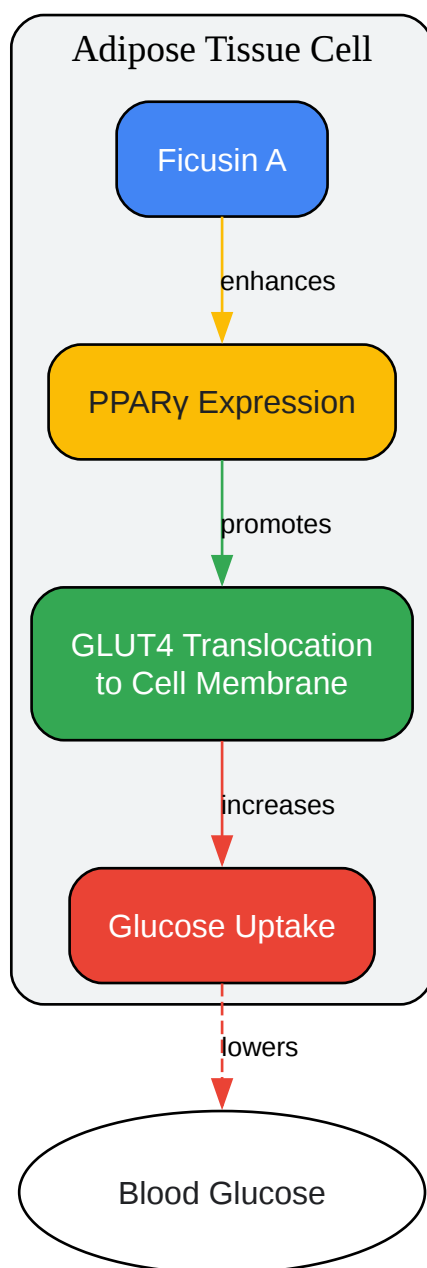 Adipose Tissue Cell
Ficusin A
enhances
PPARγ Expression
promotes
GLUT4 Translocation
to Cell Membrane
increases
Glucose Uptake
lowers
Blood Glucose